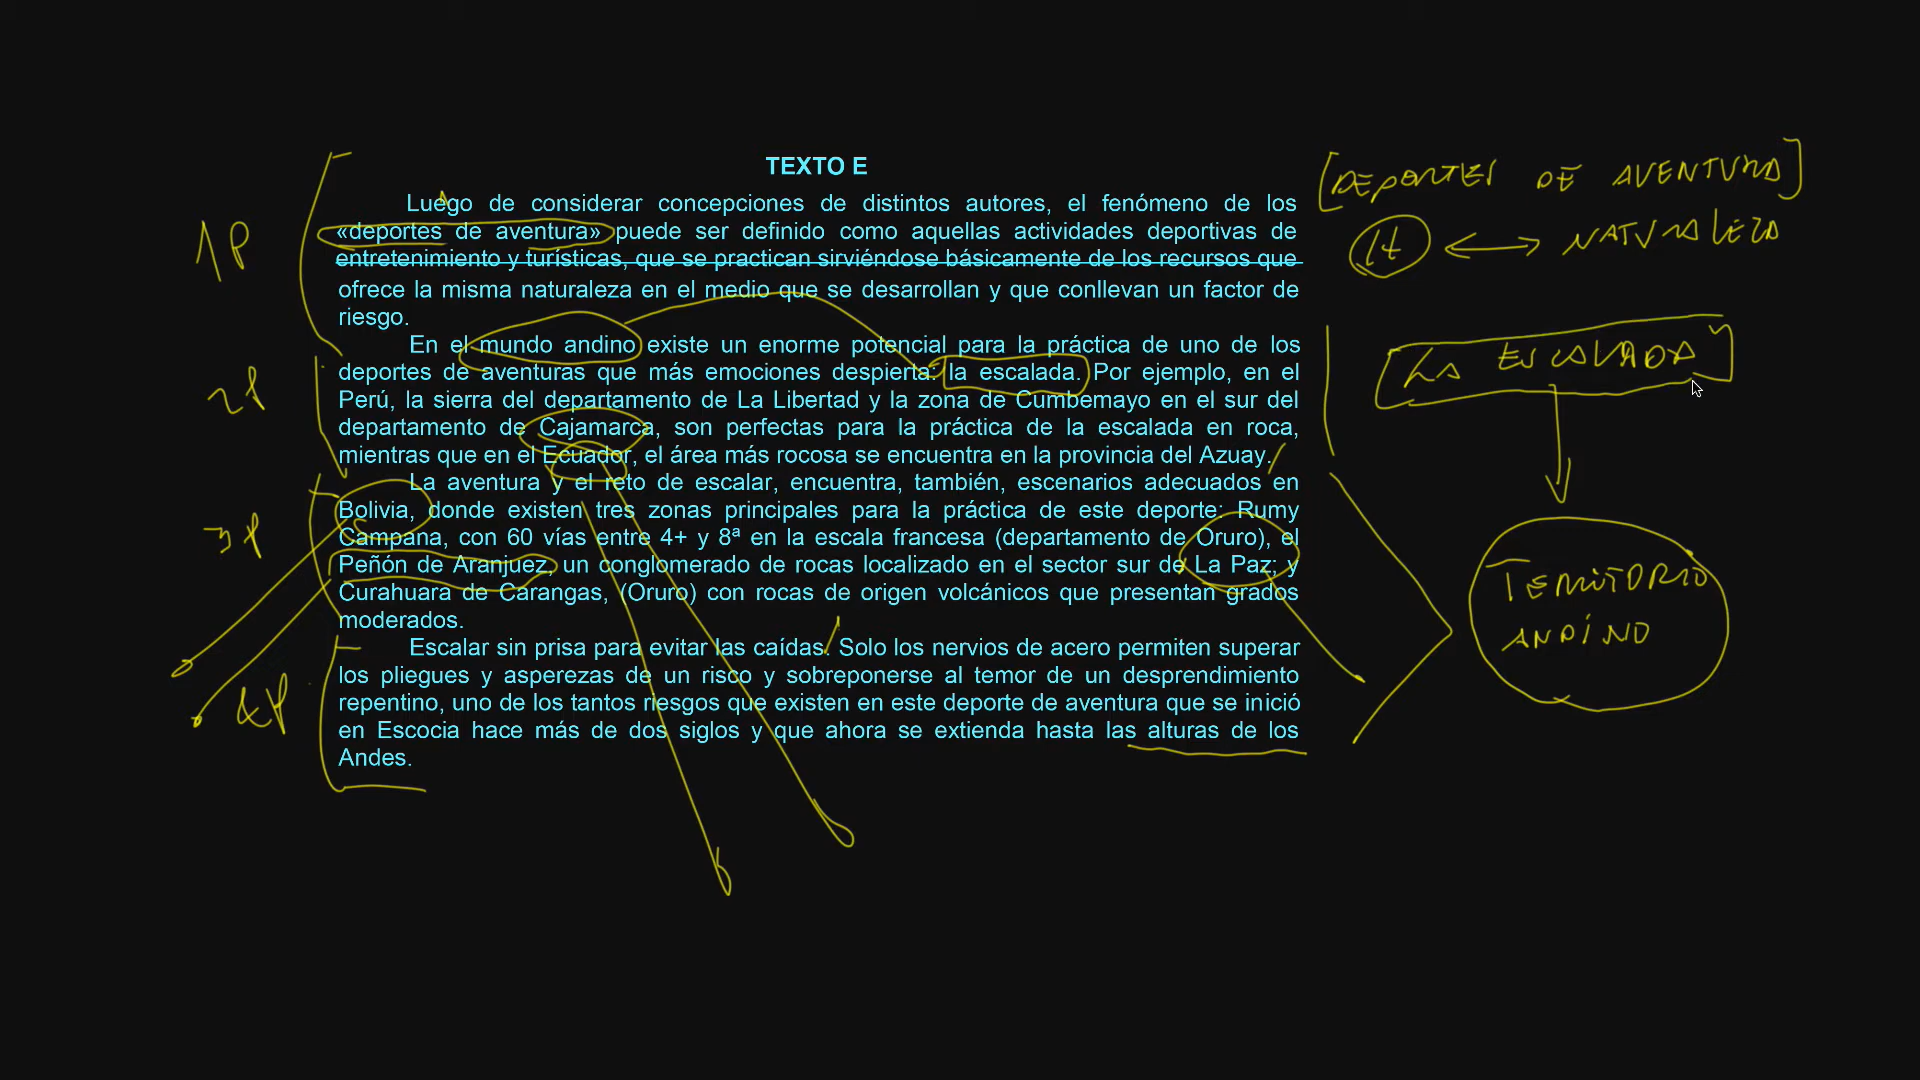 TEXTO E
Luego de considerar concepciones de distintos autores, el fenómeno de los
«deportes de aventura» puede ser definido como aquellas actividades deportivas de
entretenimiento y turísticas, que se practican sirviéndose básicamente de los recursos que
ofrece la misma naturaleza en el medio que se desarrollan y que conllevan un factor de
riesgo.
En el mundo andino existe un enorme potencial para la práctica de uno de los
deportes de aventuras que más emociones despierta: la escalada. Por ejemplo, en el
Perú, la sierra del departamento de La Libertad y la zona de Cumbemayo en el sur del
departamento de Cajamarca, son perfectas para la práctica de la escalada en roca,
mientras que en el Ecuador, el área más rocosa se encuentra en la provincia del Azuay.
La aventura y el reto de escalar, encuentra, también, escenarios adecuados en
Bolivia, donde existen tres zonas principales para la práctica de este deporte: Rumy
Campana, con 60 vías entre 4+ y 8ª en la escala francesa (departamento de Oruro), el
Peñón de Aranjuez, un conglomerado de rocas localizado en el sector sur de La Paz; y
Curahuara de Carangas, (Oruro) con rocas de origen volcánicos que presentan grados
moderados.
Escalar sin prisa para evitar las caídas. Solo los nervios de acero permiten superar
los pliegues y asperezas de un risco y sobreponerse al temor de un desprendimiento
repentino, uno de los tantos riesgos que existen en este deporte de aventura que se inició
en Escocia hace más de dos siglos y que ahora se extienda hasta las alturas de los
Andes.
1P
2P
3P
4P
[DEPORTES DE AVENTURA]
H ↔ NATURALEZA
LA ESCALADA
TERRITORIO
ANDINO